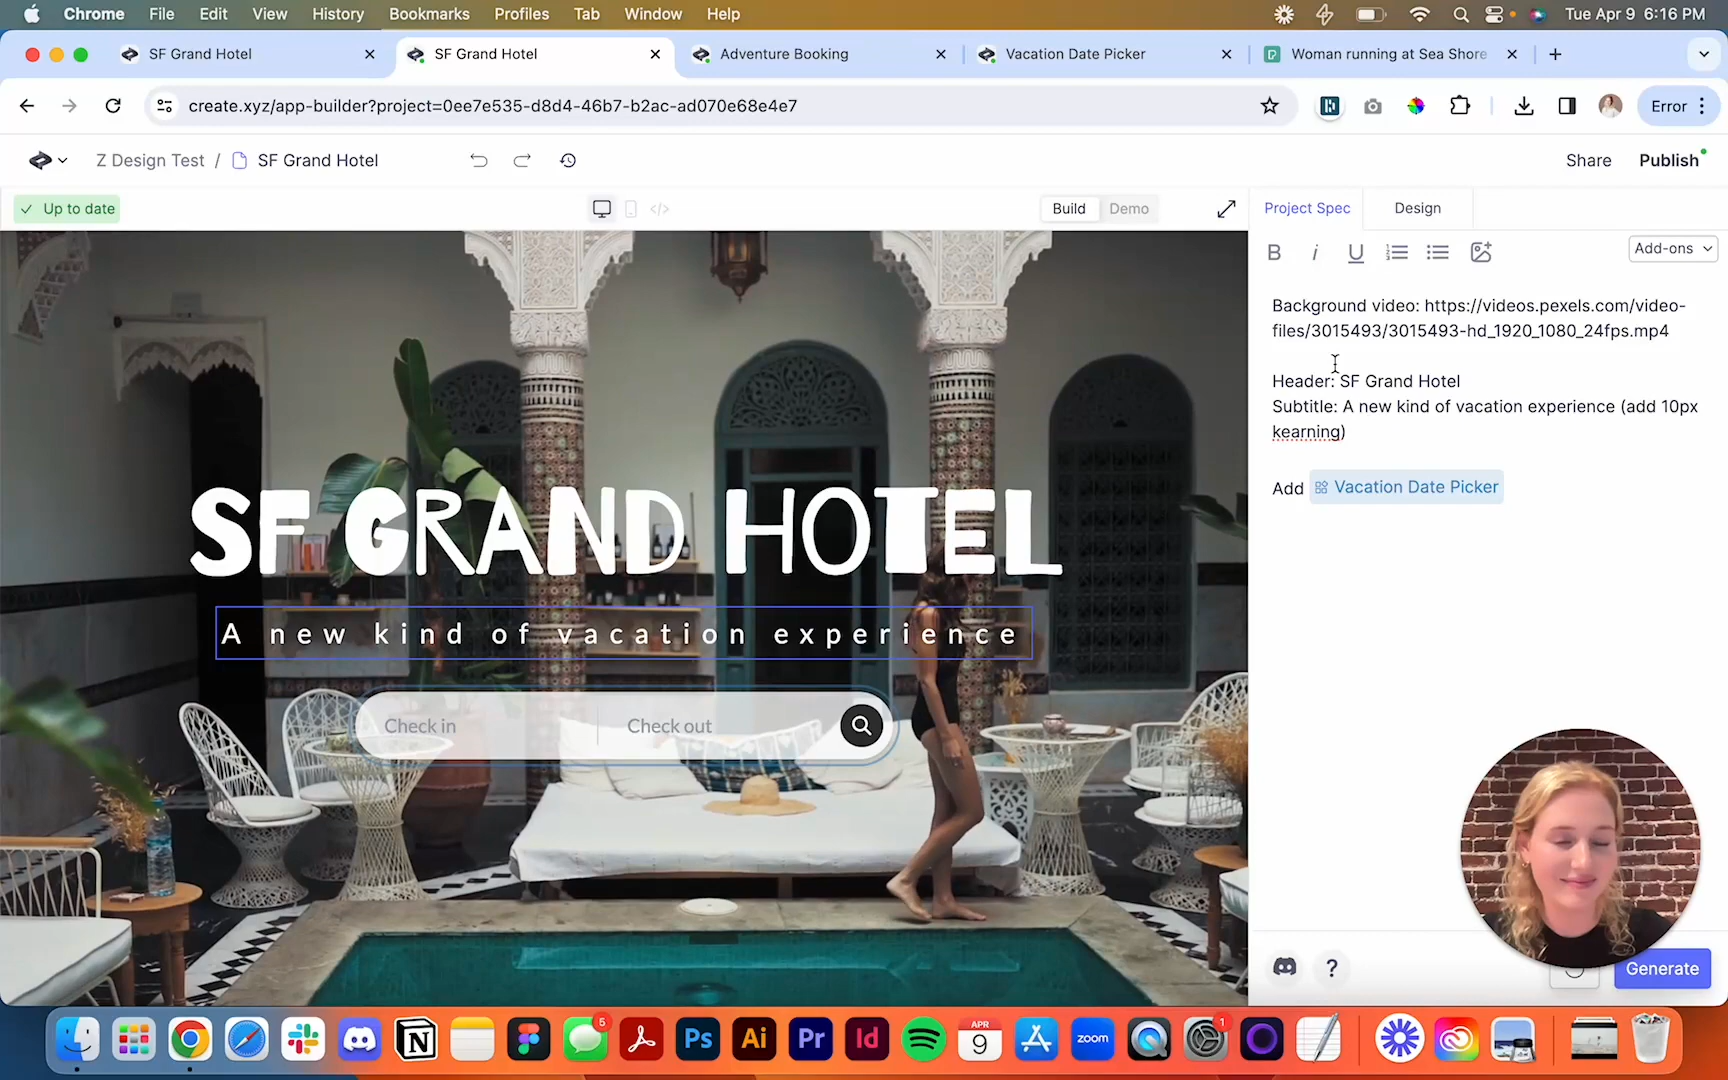 Chrome File Edit View History Bookmarks Profiles Tab Window Help Tue Apr 9 6:16 PM
SF Grand Hotel SF Grand Hotel Adventure Booking Vacation Date Picker Woman running at Sea Shore
create.xyz/app-builder?project=0ee7e535-d8d4-46b7-b2ac-ad070e68e4e7 Error
Z Design Test / SF Grand Hotel Share Publish
Up to date Build Demo Project Spec Design
Add-ons
Background video: https://videos.pexels.com/video-
files/3015493/3015493-hd_1920_1080_24fps.mp4
Header: SF Grand Hotel
Subtitle: A new kind of vacation experience (add 10px
kearning)
Add Vacation Date Picker
SF GRAND HOTEL
A new kind of vacation experience
Check in Check out
? Generate
5 Ps Ai Pr Id APR 9 zoom 1